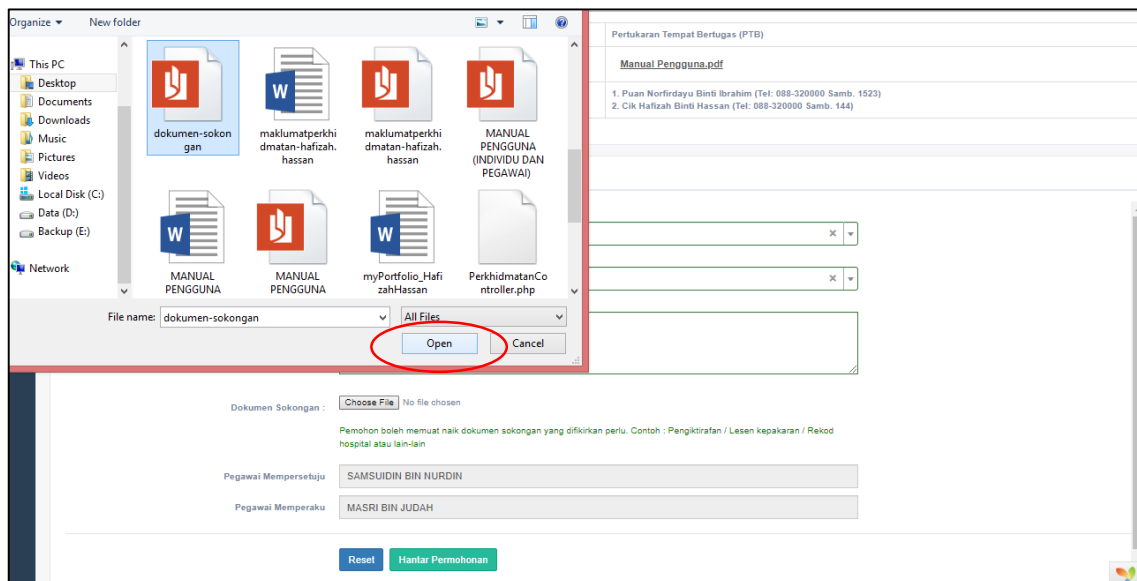 Organize
New folder
This PC
Desktop
Documents
Downloads
Music
Pictures
Videos
Local Disk (C:)
Data (D:)
Backup (E:)
Network
dokumen-sokon
gan
maklumatperkhi
dmatan-hafizah.
hassan
maklumatperkhi
dmatan-hafizah.
hassan
MANUAL
PENGGUNA
(INDIVIDU DAN
PEGAWAI)
MANUAL
PENGGUNA
MANUAL
PENGGUNA
myPortfolio_Hafi
zahHassan
PerkhidmatanCo
ntroller.php
File name: dokumen-sokongan
All Files
Open
Cancel
Pertukaran Tempat Bertugas (PTB)
Manual Pengguna.pdf
1. Puan Norfirdayu Binti Ibrahim (Tel: 088-320000 Samb. 1523)
2. Cik Hafizah Binti Hassan (Tel: 088-320000 Samb. 144)
Dokumen Sokongan : Choose File No file chosen
Pemohon boleh memuat naik dokumen sokongan yang difikirkan perlu. Contoh : Pengiktirafan / Lesen kepakaran / Rekod
hospital atau lain-lain
Pegawai Mempersetuju SAMSUIDIN BIN NURDIN
Pegawai Memperaku MASRI BIN JUDAH
Reset Hantar Permohonan